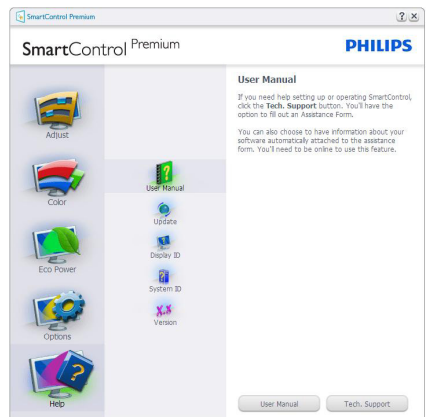 SmartControl Premium
SmartControl Premium
PHILIPS
Adjust
Color
Eco Power
Options
Help
User Manual
Update
Display ID
System ID
X.X
Version
User Manual
If you need help setting up or operating SmartControl,
click the Tech. Support button. You'll have the
option to fill out an Assistance Form.
You can also choose to have information about your
software automatically attached to the assistance
form. You'll need to be online to use this feature.
User Manual
Tech. Support